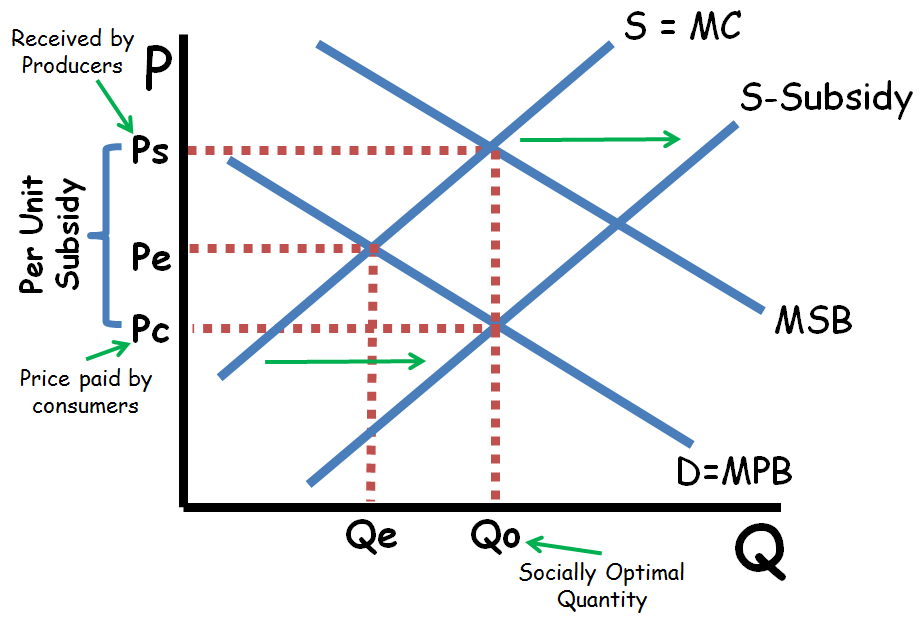 Received by
Producers
P
S = MC
S-Subsidy
Ps
Per Unit
Subsidy
Pe
Pc
MSB
Price paid by
consumers
D=MPB
Qe
Qo
Q
Socially Optimal
Quantity